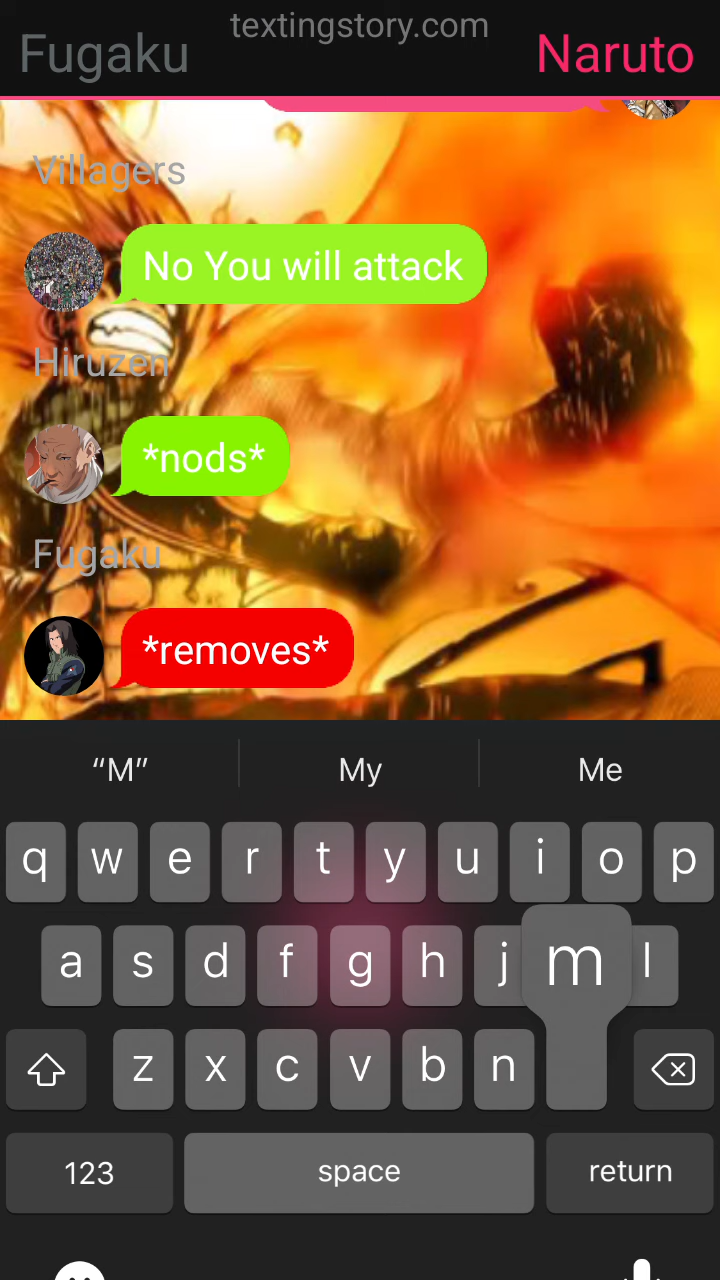 textingstory.com
Fugaku Naruto
Villagers
No You will attack
Hiruzen
*nods*
Fugaku
*removes*
“M” My Me
q w e r t y u i o p
a s d f g h j l
m
z x c v b n
123 space return